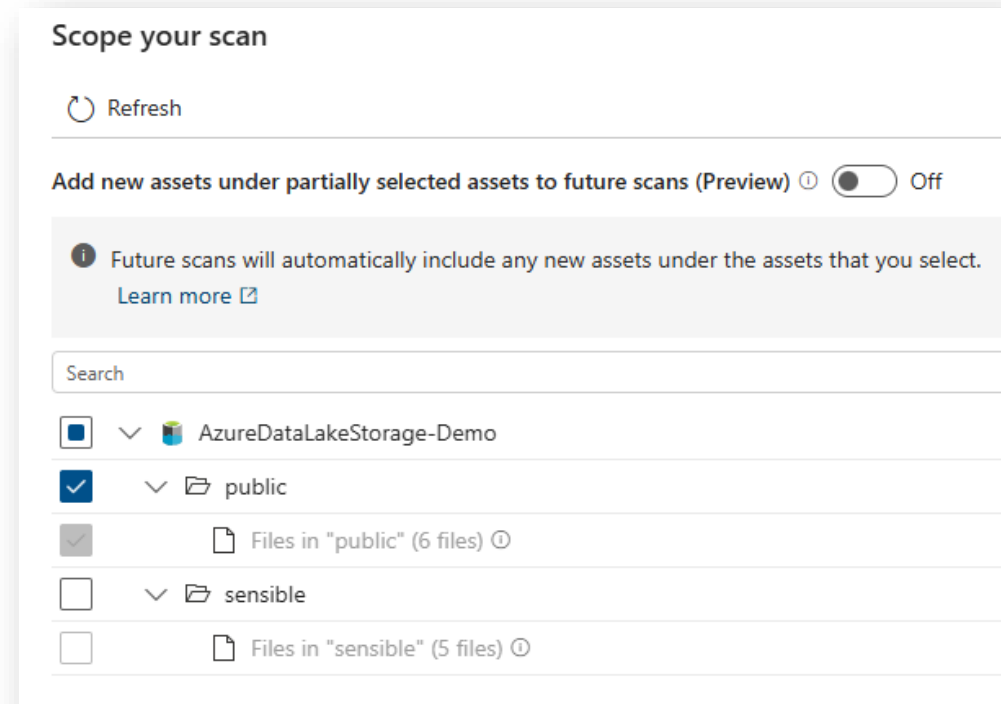 Scope your scan
Refresh
Add new assets under partially selected assets to future scans (Preview) Off
Future scans will automatically include any new assets under the assets that you select.
Learn more
Search
AzureDataLakeStorage-Demo
public
Files in "public" (6 files)
sensible
Files in "sensible" (5 files)